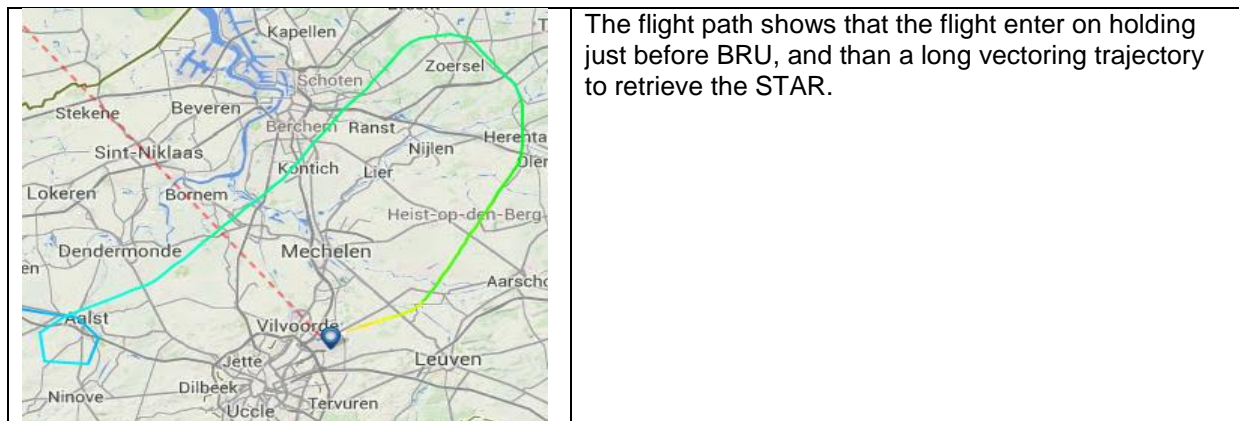 Kapellen
Zoersel
Schoten
Stekene
Beveren
Berchem
Ranst
Herenta
Sint-Niklaas
Nijlen
Olen
Kontich
Lier
Lokeren
Bornem
Heist-op-den-Berg
Dendermonde
Mechelen
en
Aarscho
Aalst
Vilvoorde
Jette
Leuven
Ninove
Dilbeek
Tervuren
Uccle
The flight path shows that the flight enter on holding
just before BRU, and than a long vectoring trajectory
to retrieve the STAR.